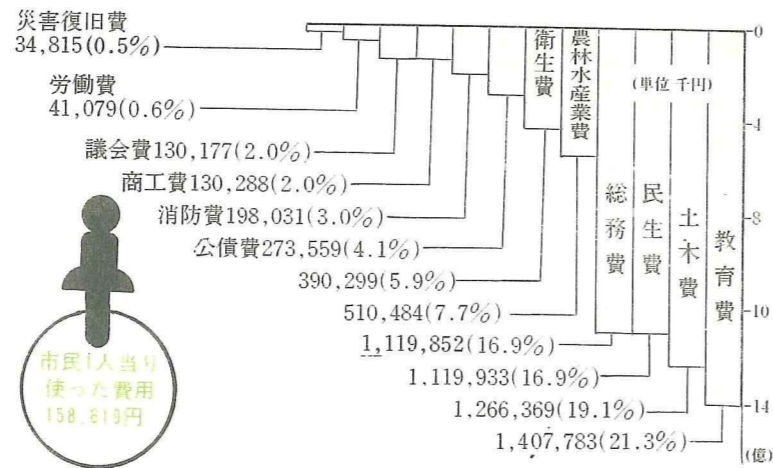 災害復旧費
34,815(0.5%)
労働費
41,079(0.6%)
議会費130,177(2.0%)
商工費130,288(2.0%)
消防費198,031(3.0%)
公債費273,559(4.1%)
衛生費
390,299(5.9%)
農林水産業費
510,484(7.7%)
総務費
1,119,852(16.9%)
民生費
1,119,933(16.9%)
土木費
1,266,369(19.1%)
教育費
1,407,783(21.3%)
(単位 千円)
0
4
8
10
14
(億)
市民1人当り
使った費用
158,819円